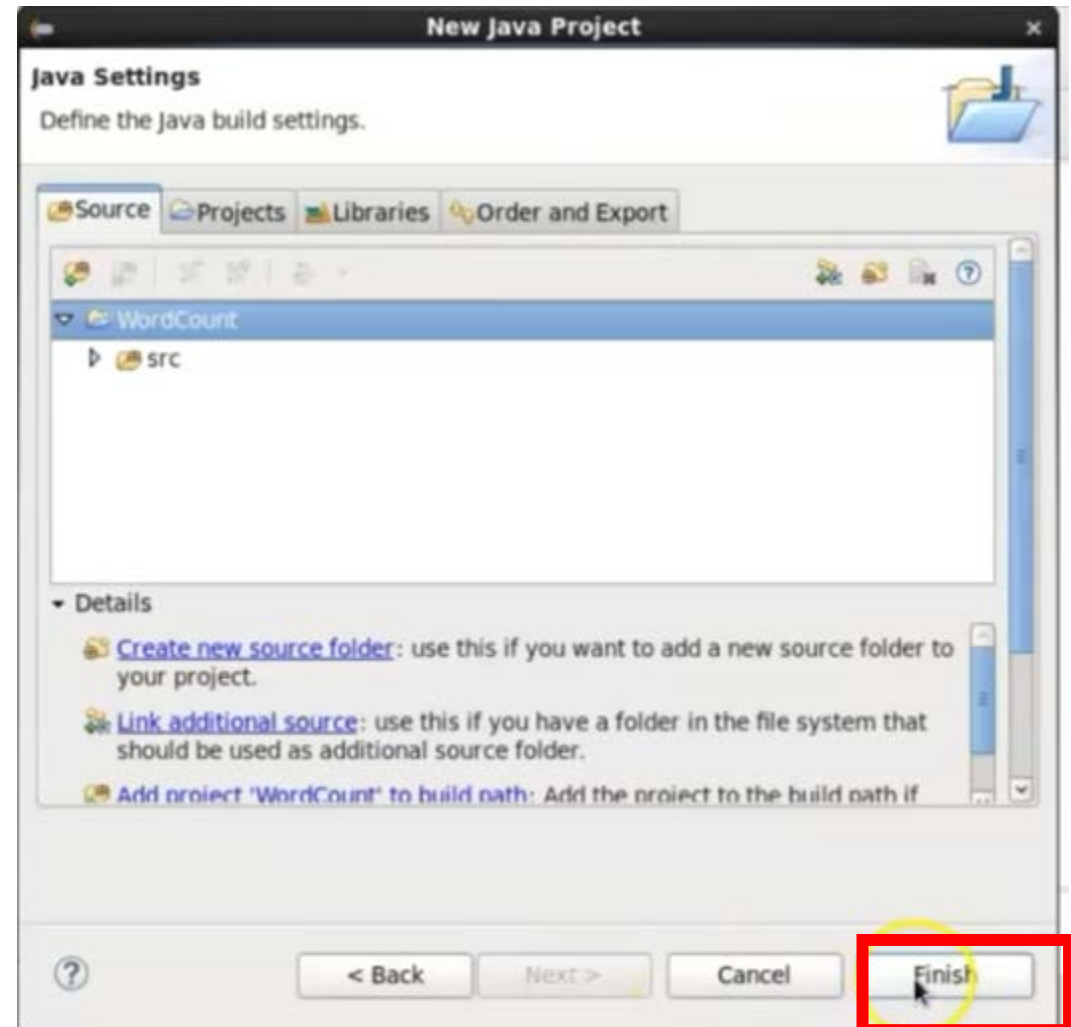 New Java Project
Java Settings
Define the Java build settings.
Source Projects Libraries Order and Export
WordCount
src
Details
Create new source folder: use this if you want to add a new source folder to
your project.
Link additional source: use this if you have a folder in the file system that
should be used as additional source folder.
Add project 'WordCount' to build path: Add the project to the build path if
< Back Next > Cancel Finish